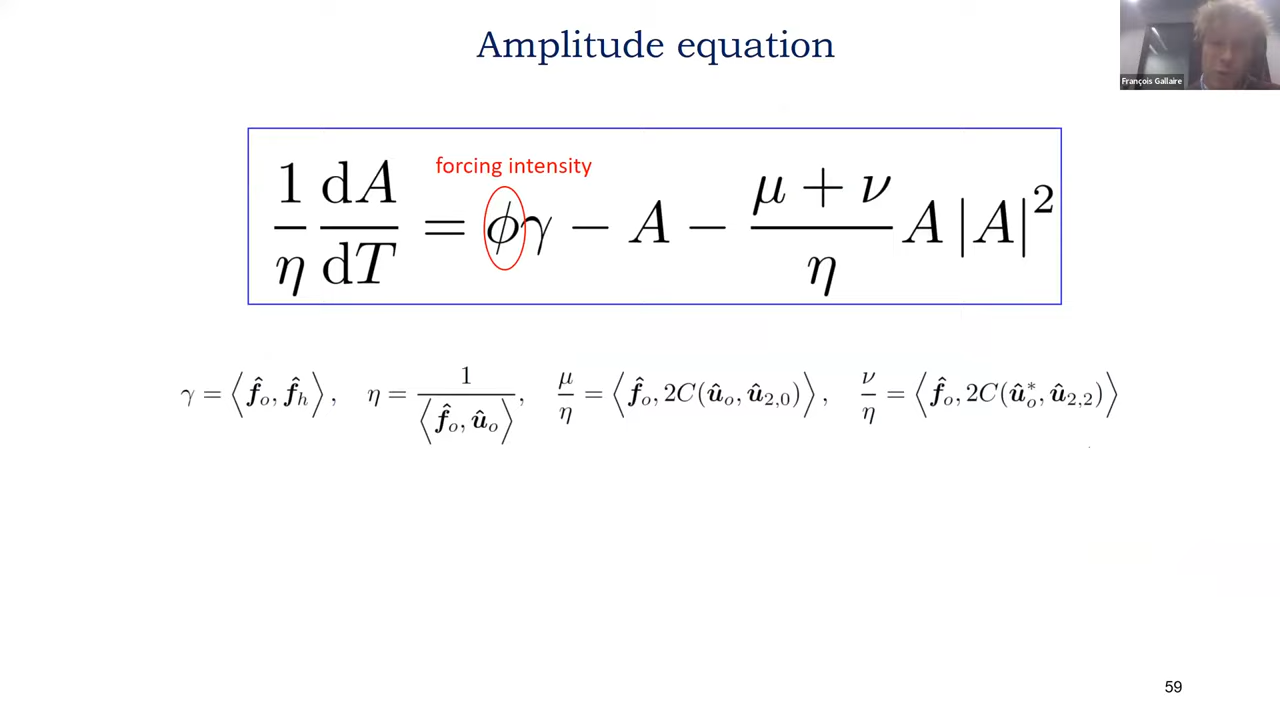 Amplitude equation
François Gallaire
forcing intensity
1/η dA/dT = ϕγ − A − (μ + ν)/η A |A|²
γ = ⟨f̂ₒ, f̂ₕ⟩, η = 1/⟨f̂ₒ, ûₒ⟩, μ/η = ⟨f̂ₒ, 2C(ûₒ, û₂,₀)⟩, ν/η = ⟨f̂ₒ, 2C(ûₒ*, û₂,₂)⟩
59